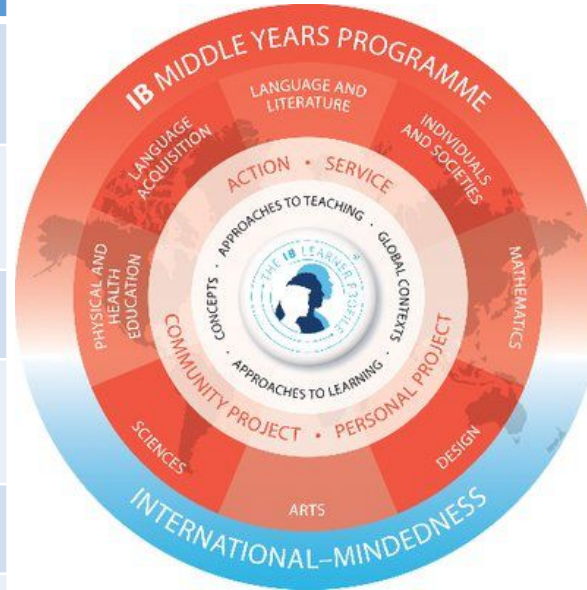 IB MIDDLE YEARS PROGRAMME
LANGUAGE AND
LITERATURE
INDIVIDUALS
AND SOCIETIES
MATHEMATICS
DESIGN
ARTS
SCIENCES
PHYSICAL AND
HEALTH
EDUCATION
LANGUAGE
ACQUISITION
ACTION • SERVICE
PERSONAL PROJECT
COMMUNITY PROJECT •
APPROACHES TO TEACHING ·
GLOBAL CONTEXTS ·
APPROACHES TO LEARNING ·
CONCEPTS ·
THE IB LEARNER PROFILE
INTERNATIONAL–MINDEDNESS